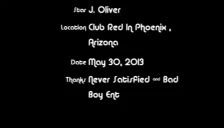 Star J. Oliver
Location Club Red In Phoenix ,
Arizona
Date May 30, 2013
Thanks Never Satisfied and Bad
Boy Ent